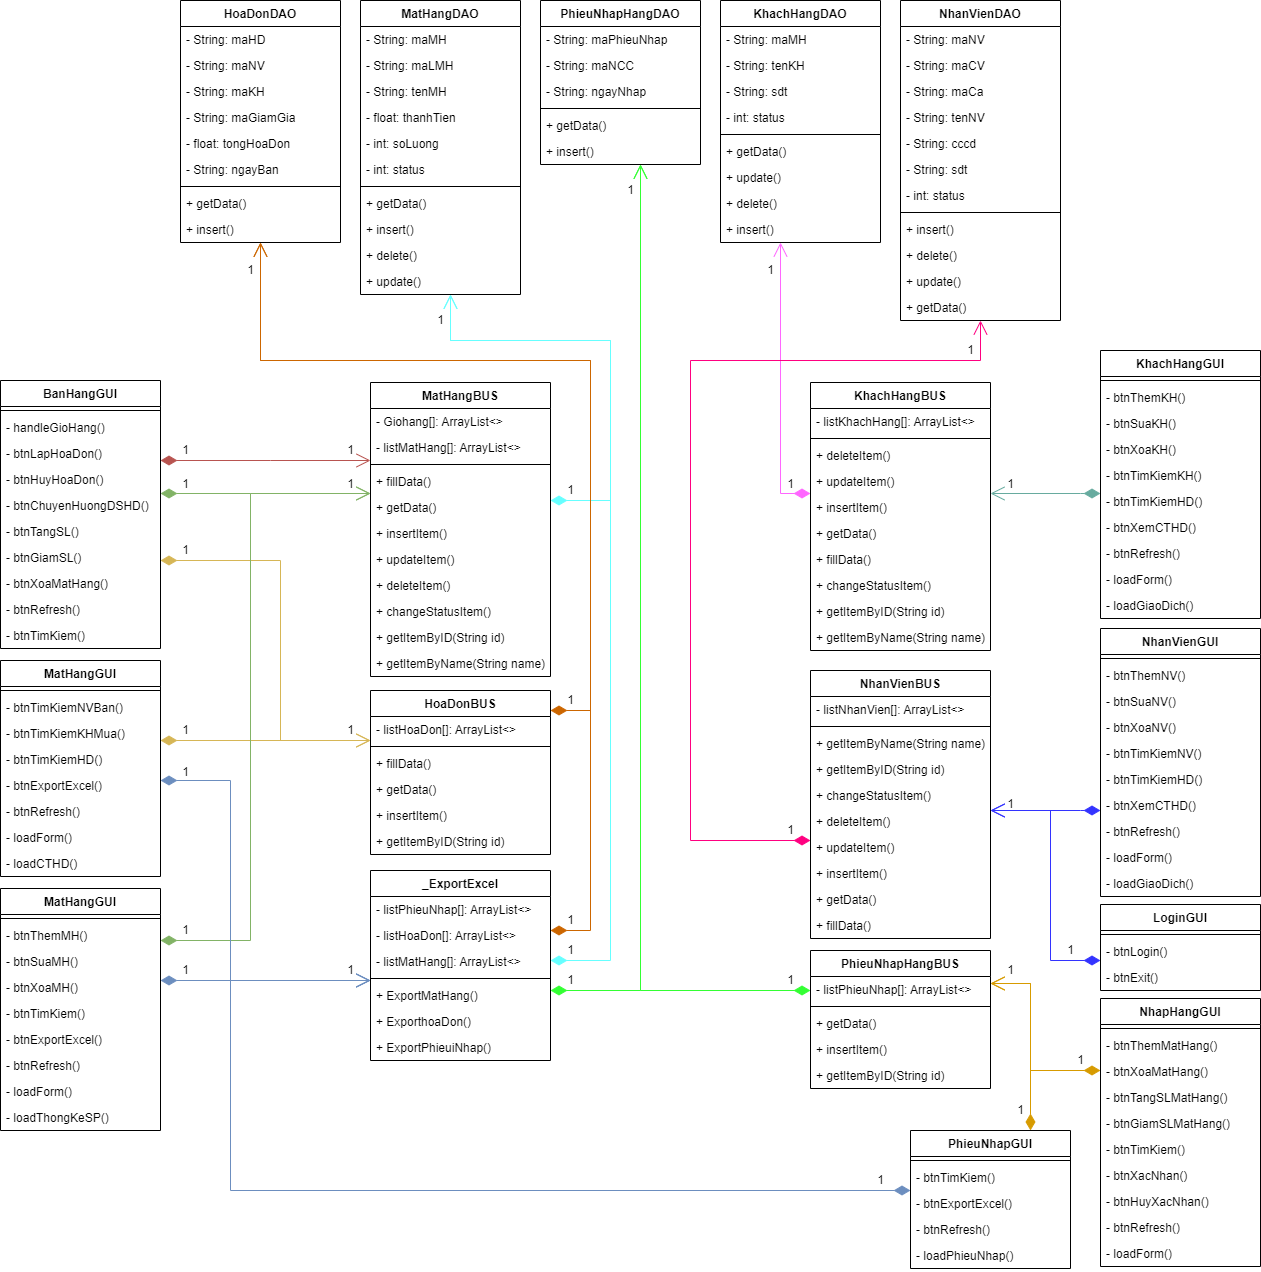 HoaDonDAO
- String: maHD
- String: maNV
- String: maKH
- String: maGiamGia
- float: tongHoaDon
- String: ngayBan
+ getData()
+ insert()
1
MatHangDAO
- String: maMH
- String: maLMH
- String: tenMH
- float: thanhTien
- int: soLuong
- int: status
+ getData()
+ insert()
+ delete()
+ update()
1
PhieuNhapHangDAO
- String: maPhieuNhap
- String: maNCC
- String: ngayNhap
+ getData()
+ insert()
1
KhachHangDAO
- String: maMH
- String: tenKH
- String: sdt
- int: status
+ getData()
+ update()
+ delete()
+ insert()
1
NhanVienDAO
- String: maNV
- String: maCV
- String: maCa
- String: tenNV
- String: cccd
- String: sdt
- int: status
+ insert()
+ delete()
+ update()
+ getData()
1
BanHangGUI
- handleGioHang()
- btnLapHoaDon()
- btnHuyHoaDon()
- btnChuyenHuongDSHD()
- btnTangSL()
- btnGiamSL()
- btnXoaMatHang()
- btnRefresh()
- btnTimKiem()
1
1
1
1
1
MatHangGUI
- btnTimKiemNVBan()
- btnTimKiemKHMua()
- btnTimKiemHD()
- btnExportExcel()
- btnRefresh()
- loadForm()
- loadCTHD()
1
1
1
MatHangGUI
- btnThemMH()
- btnSuaMH()
- btnXoaMH()
- btnTimKiem()
- btnExportExcel()
- btnRefresh()
- loadForm()
- loadThongKeSP()
1
1
1
MatHangBUS
- Giohang[]: ArrayList<>
- listMatHang[]: ArrayList<>
+ fillData()
+ getData()
+ insertItem()
+ updateItem()
+ deleteItem()
+ changeStatusItem()
+ getItemByID(String id)
+ getItemByName(String name)
1
HoaDonBUS
- listHoaDon[]: ArrayList<>
+ fillData()
+ getData()
+ insertItem()
+ getItemByID(String id)
1
_ExportExcel
- listPhieuNhap[]: ArrayList<>
- listHoaDon[]: ArrayList<>
- listMatHang[]: ArrayList<>
+ ExportMatHang()
+ ExporthoaDon()
+ ExportPhieuiNhap()
1
1
1
KhachHangBUS
- listKhachHang[]: ArrayList<>
+ deleteItem()
+ updateItem()
+ insertItem()
+ getData()
+ fillData()
+ changeStatusItem()
+ getItemByID(String id)
+ getItemByName(String name)
1
1
NhanVienBUS
- listNhanVien[]: ArrayList<>
+ getItemByName(String name)
+ getItemByID(String id)
+ changeStatusItem()
+ deleteItem()
+ updateItem()
+ insertItem()
+ getData()
+ fillData()
1
1
PhieuNhapHangBUS
- listPhieuNhap[]: ArrayList<>
+ getData()
+ insertItem()
+ getItemByID(String id)
1
1
KhachHangGUI
- btnThemKH()
- btnSuaKH()
- btnXoaKH()
- btnTimKiemKH()
- btnTimKiemHD()
- btnXemCTHD()
- btnRefresh()
- loadForm()
- loadGiaoDich()
NhanVienGUI
- btnThemNV()
- btnSuaNV()
- btnXoaNV()
- btnTimKiemNV()
- btnTimKiemHD()
- btnXemCTHD()
- btnRefresh()
- loadForm()
- loadGiaoDich()
LoginGUI
- btnLogin()
- btnExit()
1
NhapHangGUI
- btnThemMatHang()
- btnXoaMatHang()
- btnTangSLMatHang()
- btnGiamSLMatHang()
- btnTimKiem()
- btnXacNhan()
- btnHuyXacNhan()
- btnRefresh()
- loadForm()
1
PhieuNhapGUI
- btnTimKiem()
- btnExportExcel()
- btnRefresh()
- loadPhieuNhap()
1
1